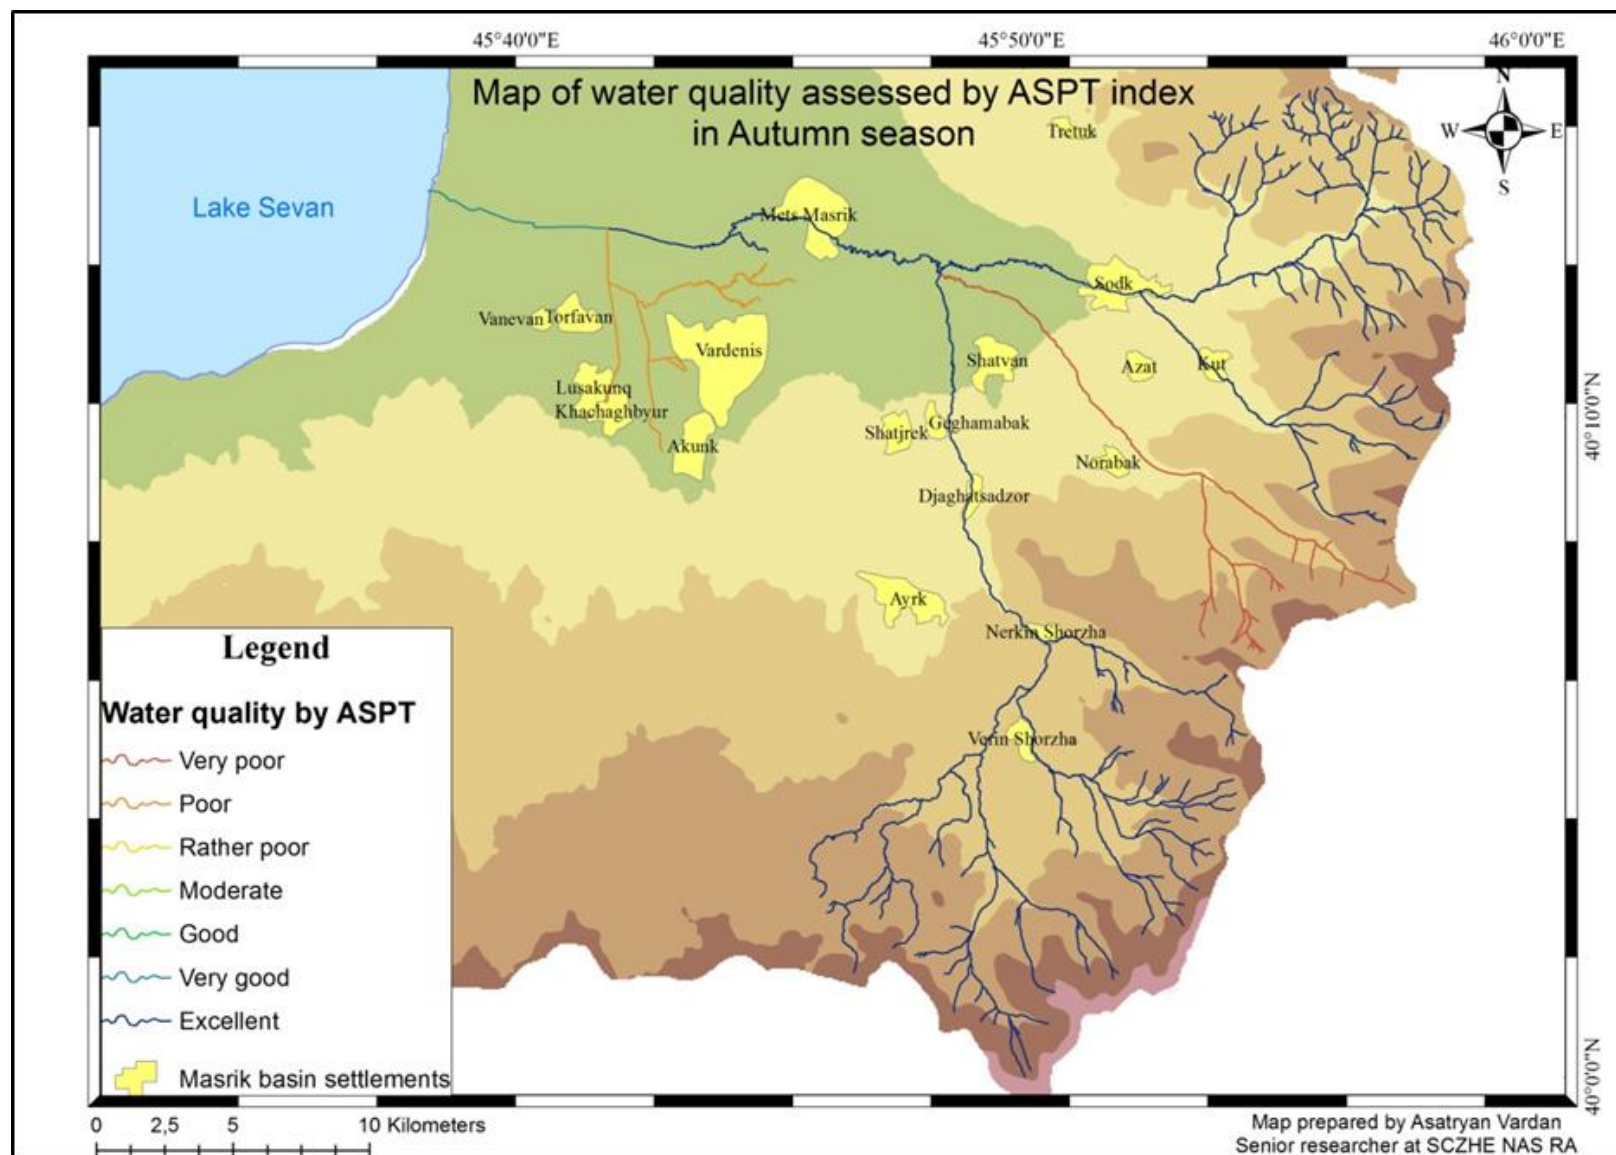 45°40'0"E
45°50'0"E
46°0'0"E
Map of water quality assessed by ASPT index
in Autumn season
N
W
E
S
Tretuk
Lake Sevan
Mets Masrik
Sodk
Vanevan
Torfavan
Vardenis
Shatvan
Azat
Kut
Lusakunq
Khachaghbyur
Akunk
Shatjrek
Geghamabak
Norabak
40°10'0"N
Djaghatsadzor
Ayrk
Nerkin Shorzha
Verin Shorzha
Legend
Water quality by ASPT
Very poor
Poor
Rather poor
Moderate
Good
Very good
Excellent
Masrik basin settlements
40°0'0"N
0 2,5 5 10 Kilometers
Map prepared by Asatryan Vardan
Senior researcher at SCZHE NAS RA